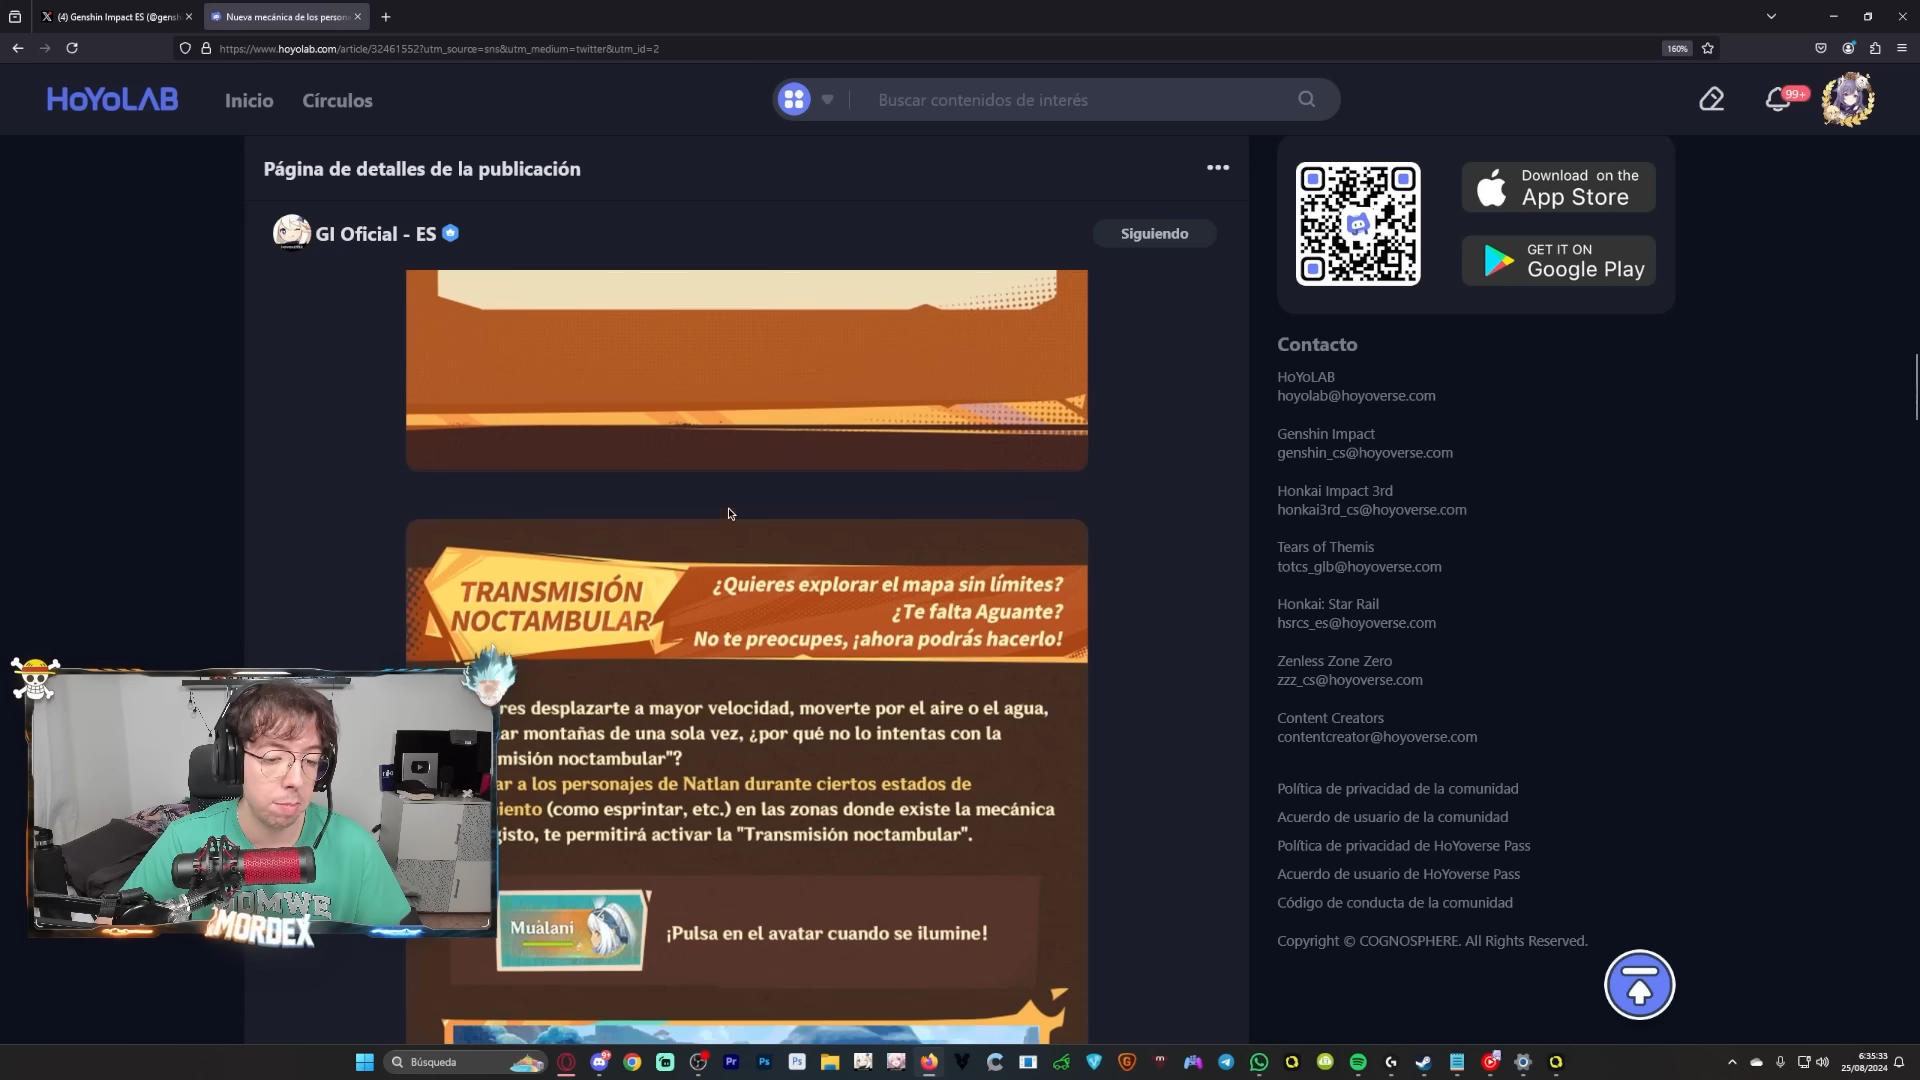 (4) Genshin Impact ES (@gensh
Nueva mecánica de los person
https://www.hoyolab.com/article/32461552?utm_source=sns&utm_medium=twitter&utm_id=2
160%
HoYoLAB
Inicio
Círculos
Buscar contenidos de interés
99+
Página de detalles de la publicación
GI Oficial - ES
Siguiendo
Download on the
App Store
GET IT ON
Google Play
Contacto
HoYoLAB
hoyolab@hoyoverse.com
Genshin Impact
genshin_cs@hoyoverse.com
Honkai Impact 3rd
honkai3rd_cs@hoyoverse.com
Tears of Themis
totcs_glb@hoyoverse.com
Honkai: Star Rail
hsrcs_es@hoyoverse.com
Zenless Zone Zero
zzz_cs@hoyoverse.com
Content Creators
contentcreator@hoyoverse.com
Política de privacidad de la comunidad
Acuerdo de usuario de la comunidad
Política de privacidad de HoYoverse Pass
Acuerdo de usuario de HoYoverse Pass
Código de conducta de la comunidad
Copyright © COGNOSPHERE. All Rights Reserved.
TRANSMISIÓN
NOCTAMBULAR
¿Quieres explorar el mapa sin límites?
¿Te falta Aguante?
No te preocupes, ¡ahora podrás hacerlo!
res desplazarte a mayor velocidad, moverte por el aire o el agua,
ar montañas de una sola vez, ¿por qué no lo intentas con la
misión noctambular"?
ar a los personajes de Natlan durante ciertos estados de
iento (como esprintar, etc.) en las zonas donde existe la mecánica
gisto, te permitirá activar la "Transmisión noctambular".
Mualani
¡Pulsa en el avatar cuando se ilumine!
MORDEX
Búsqueda
6:35:33
25/08/2024